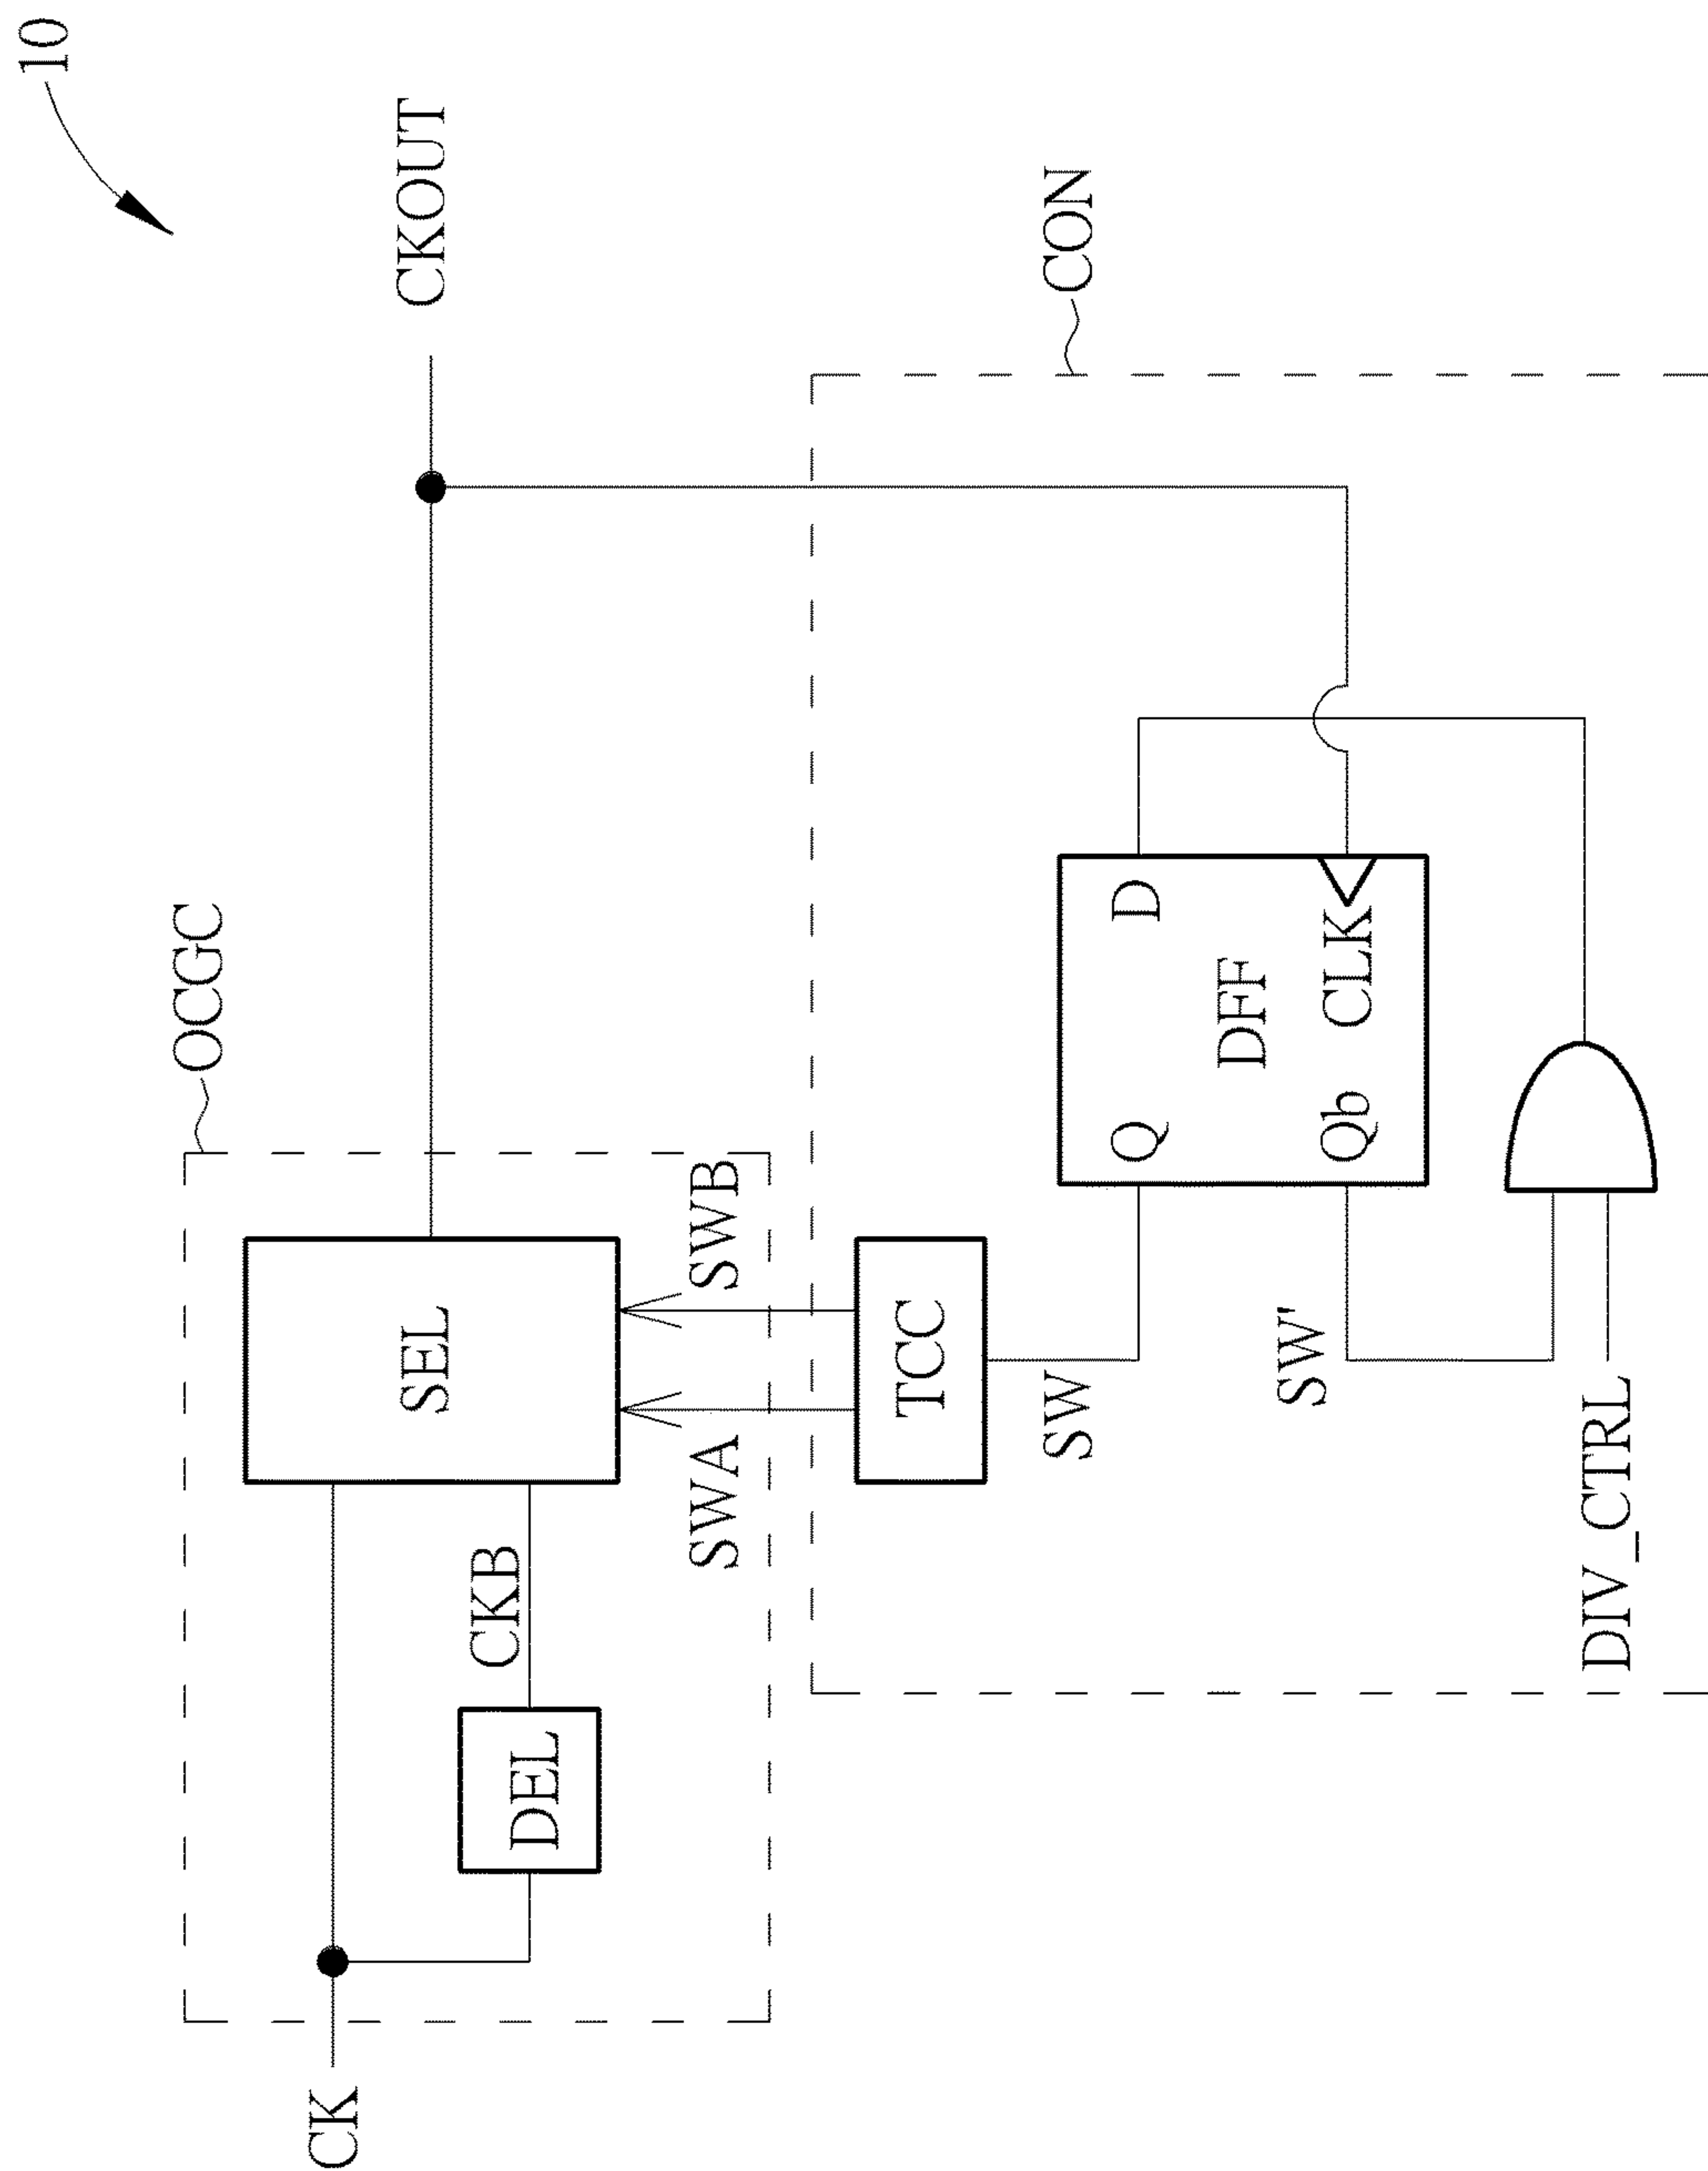 10
OCGC
CKOUT
CK
SEL
CKB
DEL
SWA
SWB
CON
TCC
SW
Q
D
DFF
SW'
Qb
CLK
DIV_CTRL